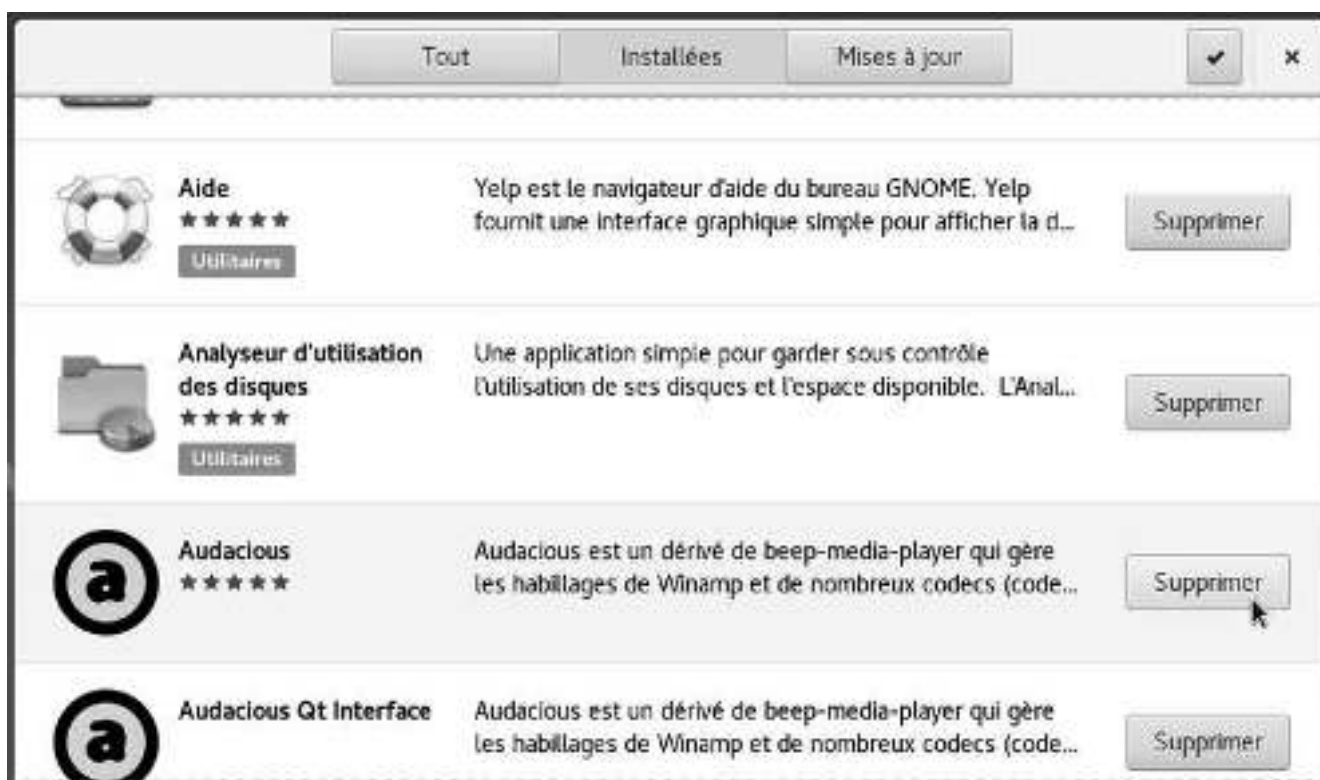 Tout
Installées
Mises à jour
Aide
Utilitaires
Yelp est le navigateur d'aide du bureau GNOME. Yelp
fournit une interface graphique simple pour afficher la d...
Supprimer
Analyseur d'utilisation
des disques
Utilitaires
Une application simple pour garder sous contrôle
l'utilisation de ses disques et l'espace disponible. L'Anal...
Supprimer
Audacious
Audacious est un dérivé de beep-media-player qui gère
les habillages de Winamp et de nombreux codecs (code...
Supprimer
Audacious Qt Interface
Audacious est un dérivé de beep-media-player qui gère
les habillages de Winamp et de nombreux codecs (code...
Supprimer